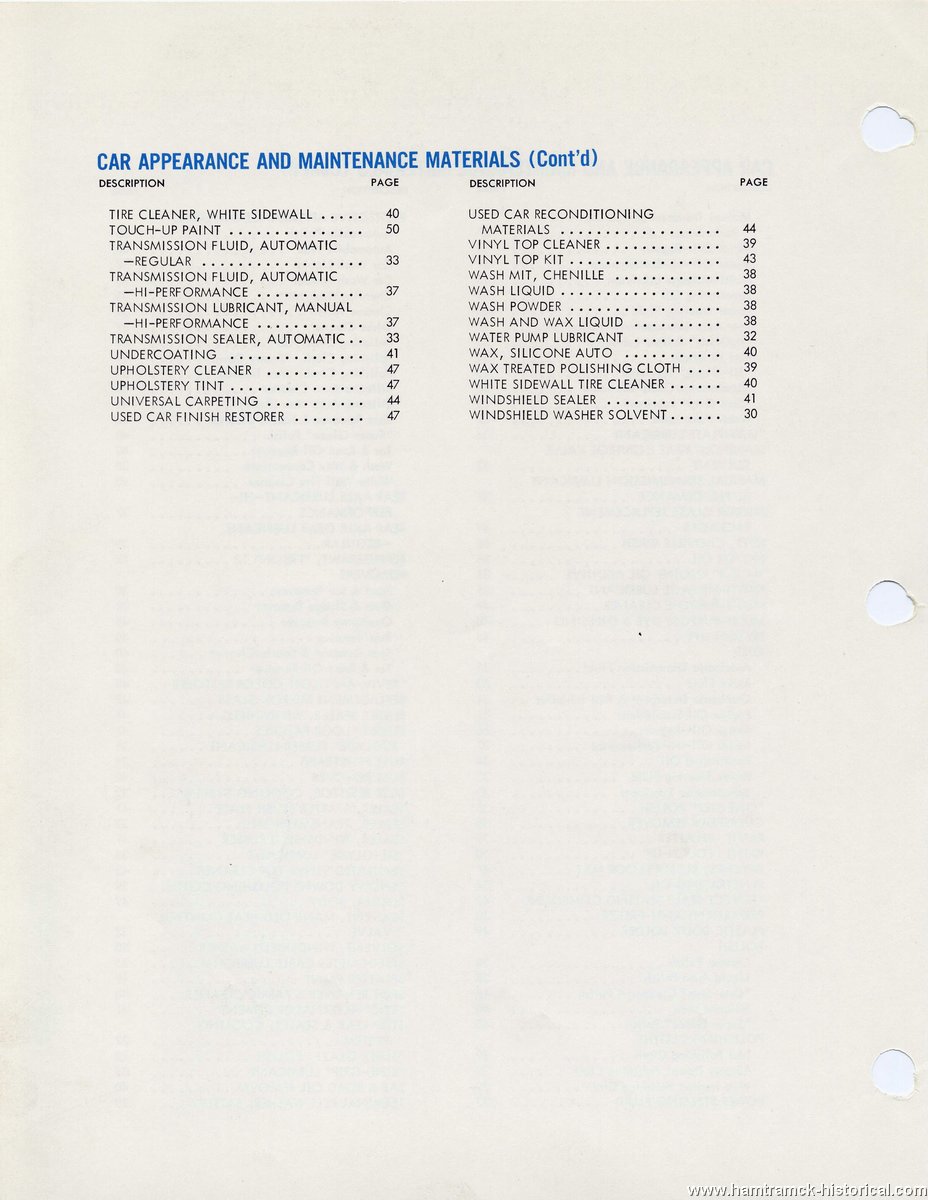 CAR APPEARANCE AND MAINTENANCE MATERIALS (Cont'd)
DESCRIPTION PAGE
TIRE CLEANER, WHITE SIDEWALL . . . . . 40
TOUCH-UP PAINT . . . . . . . . . . . . . . . 50
TRANSMISSION FLUID, AUTOMATIC
—REGULAR . . . . . . . . . . . . . . . . . . 33
TRANSMISSION FLUID, AUTOMATIC
—HI-PERFORMANCE . . . . . . . . . . . . 37
TRANSMISSION LUBRICANT, MANUAL
—HI-PERFORMANCE . . . . . . . . . . . . 37
TRANSMISSION SEALER, AUTOMATIC . . 33
UNDERCOATING . . . . . . . . . . . . . . . 41
UPHOLSTERY CLEANER . . . . . . . . . . . . 47
UPHOLSTERY TINT . . . . . . . . . . . . . . . 47
UNIVERSAL CARPETING . . . . . . . . . . . 44
USED CAR FINISH RESTORER . . . . . . . . 47
DESCRIPTION PAGE
USED CAR RECONDITIONING
MATERIALS . . . . . . . . . . . . . . . . . . 44
VINYL TOP CLEANER . . . . . . . . . . . . . 39
VINYL TOP KIT . . . . . . . . . . . . . . . . . 43
WASH MIT, CHENILLE . . . . . . . . . . . . 38
WASH LIQUID . . . . . . . . . . . . . . . . . . 38
WASH POWDER . . . . . . . . . . . . . . . . . 38
WASH AND WAX LIQUID . . . . . . . . . . 38
WATER PUMP LUBRICANT . . . . . . . . . . . 32
WAX, SILICONE AUTO . . . . . . . . . . . 40
WAX TREATED POLISHING CLOTH . . . . 39
WHITE SIDEWALL TIRE CLEANER . . . . . . 40
WINDSHIELD SEALER . . . . . . . . . . . . . 41
WINDSHIELD WASHER SOLVENT . . . . . . 30
www.hamtramck-historical.com